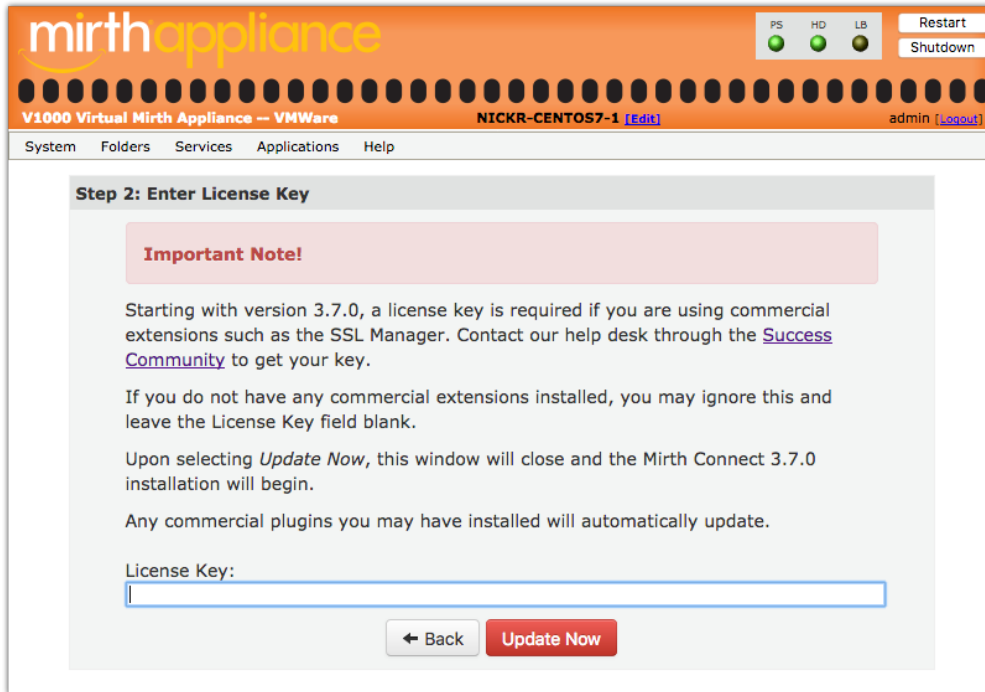 mirthappliance
PS HD LB
Restart
Shutdown
V1000 Virtual Mirth Appliance -- VMWare
NICKR-CENTOS7-1 [Edit]
admin [Logout]
System Folders Services Applications Help
Step 2: Enter License Key
Important Note!
Starting with version 3.7.0, a license key is required if you are using commercial
extensions such as the SSL Manager. Contact our help desk through the Success
Community to get your key.
If you do not have any commercial extensions installed, you may ignore this and
leave the License Key field blank.
Upon selecting Update Now, this window will close and the Mirth Connect 3.7.0
installation will begin.
Any commercial plugins you may have installed will automatically update.
License Key:
Back
Update Now